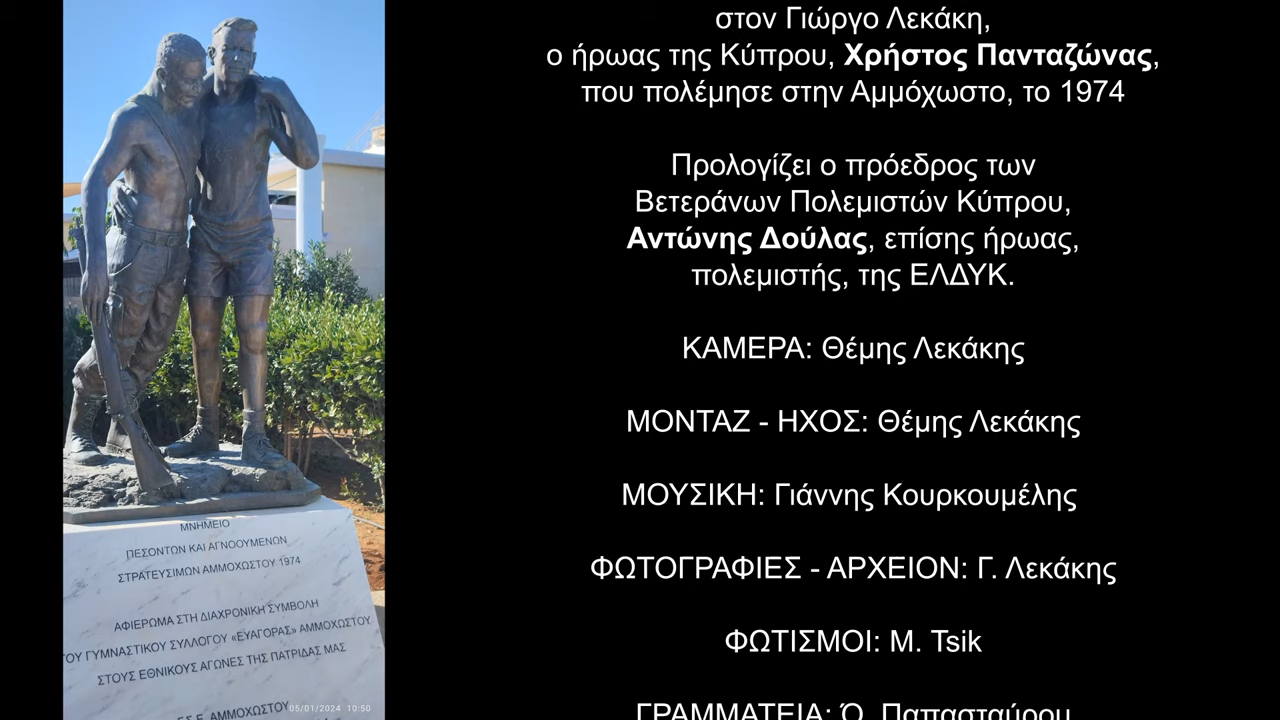 στον Γιώργο Λεκάκη,
ο ήρωας της Κύπρου, Χρήστος Πανταζώνας,
που πολέμησε στην Αμμόχωστο, το 1974
Προλογίζει ο πρόεδρος των
Βετεράνων Πολεμιστών Κύπρου,
Αντώνης Δούλας, επίσης ήρωας,
πολεμιστής, της ΕΛΔΥΚ.
ΚΑΜΕΡΑ: Θέμης Λεκάκης
ΜΟΝΤΑΖ - ΗΧΟΣ: Θέμης Λεκάκης
ΜΟΥΣΙΚΗ: Γιάννης Κουρκουμέλης
ΦΩΤΟΓΡΑΦΙΕΣ - ΑΡΧΕΙΟΝ: Γ. Λεκάκης
ΦΩΤΙΣΜΟΙ: M. Tsik
ΓΡΑΜΜΑΤΕΙΑ: Ό. Παπασταύρου
ΜΝΗΜΕΙΟ
ΠΕΣΟΝΤΩΝ ΚΑΙ ΑΓΝΟΟΥΜΕΝΩΝ
ΣΤΡΑΤΕΥΣΙΜΩΝ ΑΜΜΟΧΩΣΤΟΥ 1974
ΑΦΙΕΡΩΜΑ ΣΤΗ ΔΙΑΧΡΟΝΙΚΗ ΣΥΜΒΟΛΗ
ΤΟΥ ΓΥΜΝΑΣΤΙΚΟΥ ΣΥΛΛΟΓΟΥ «ΕΥΑΓΟΡΑΣ» ΑΜΜΟΧΩΣΤΟΥ
ΣΤΟΥΣ ΕΘΝΙΚΟΥΣ ΑΓΩΝΕΣ ΤΗΣ ΠΑΤΡΙΔΑΣ ΜΑΣ
ΑΜΜΟΧΩΣΤΟΥ
05/01/2024 10:50